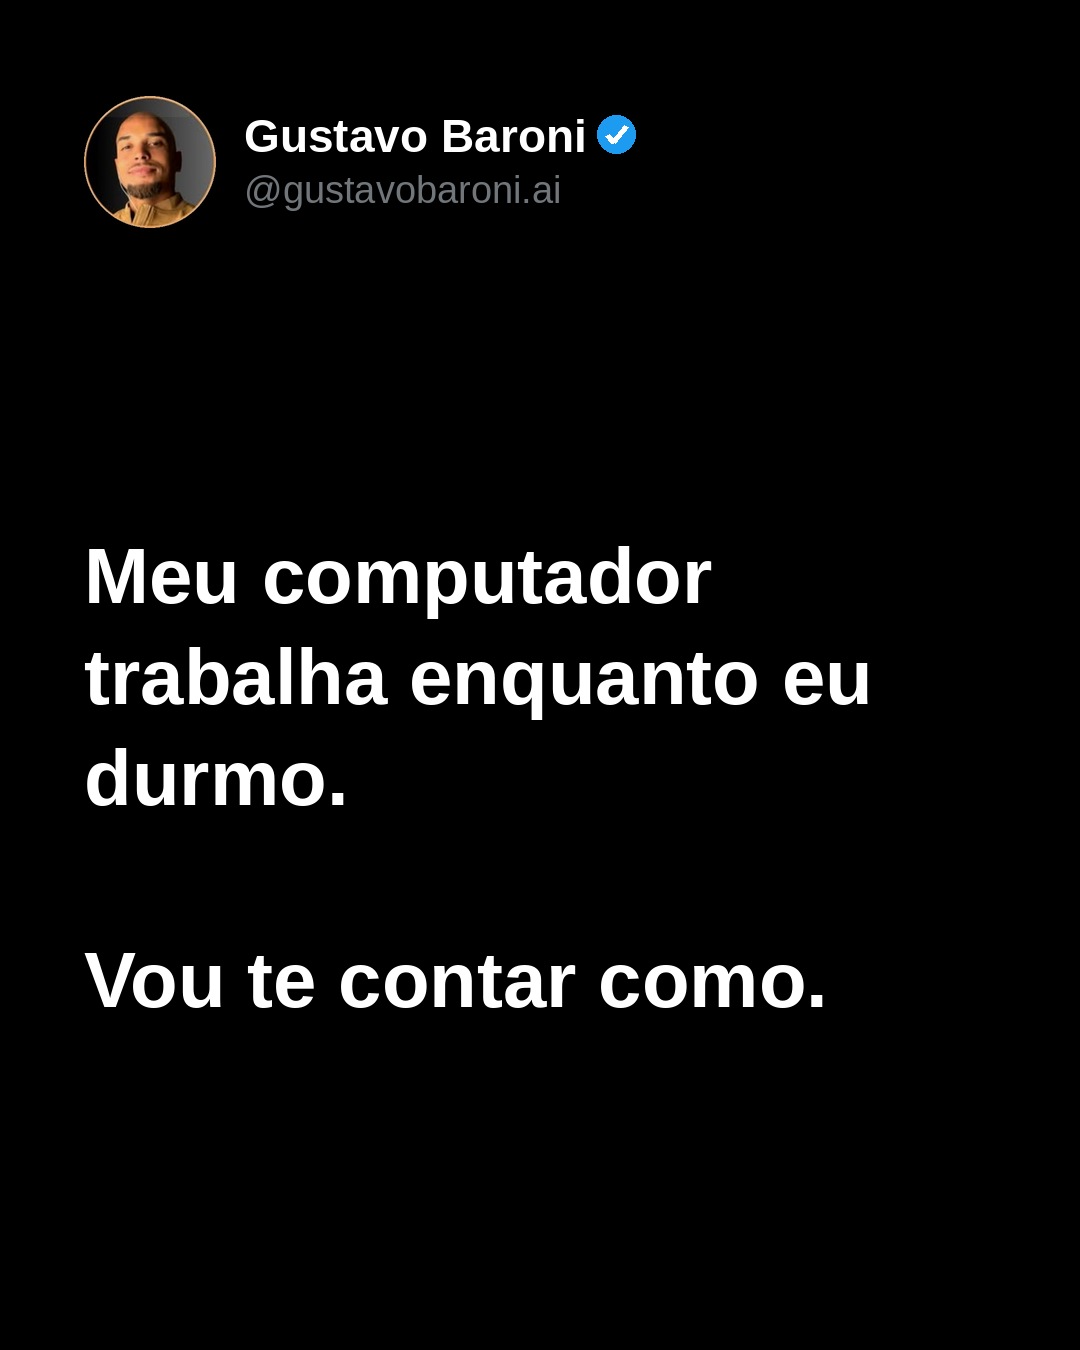 Gustavo Baroni
@gustavobaroni.ai
Meu computador
trabalha enquanto eu
durmo.
Vou te contar como.